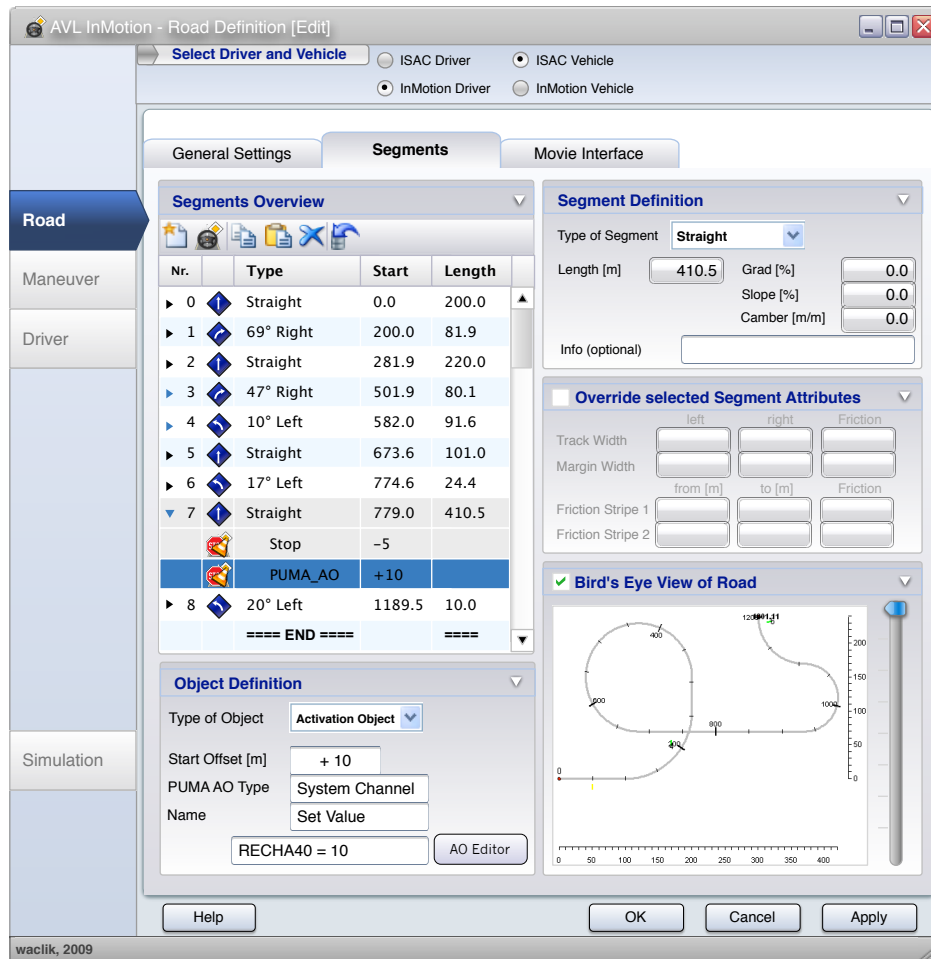 AVL InMotion - Road Definition [Edit]
Select Driver and Vehicle
ISAC Driver
ISAC Vehicle
InMotion Driver
InMotion Vehicle
General Settings
Segments
Movie Interface
Road
Maneuver
Driver
Simulation
Segments Overview
Nr. Type Start Length
0 Straight 0.0 200.0
1 69° Right 200.0 81.9
2 Straight 281.9 220.0
3 47° Right 501.9 80.1
4 10° Left 582.0 91.6
5 Straight 673.6 101.0
6 17° Left 774.6 24.4
7 Straight 779.0 410.5
Stop −5
PUMA_AO +10
8 20° Left 1189.5 10.0
==== END ==== ====
Object Definition
Type of Object Activation Object
Start Offset [m] + 10
PUMA AO Type System Channel
Name Set Value
RECHA40 = 10 AO Editor
Segment Definition
Type of Segment Straight
Length [m] 410.5 Grad [%] 0.0
Slope [%] 0.0
Camber [m/m] 0.0
Info (optional)
Override selected Segment Attributes
left right Friction
Track Width
Margin Width
from [m] to [m] Friction
Friction Stripe 1
Friction Stripe 2
Bird's Eye View of Road
400
600
800
1000
0
200
150
100
50
0
0 50 100 150 200 250 300 350 400
Help OK Cancel Apply
waclik, 2009